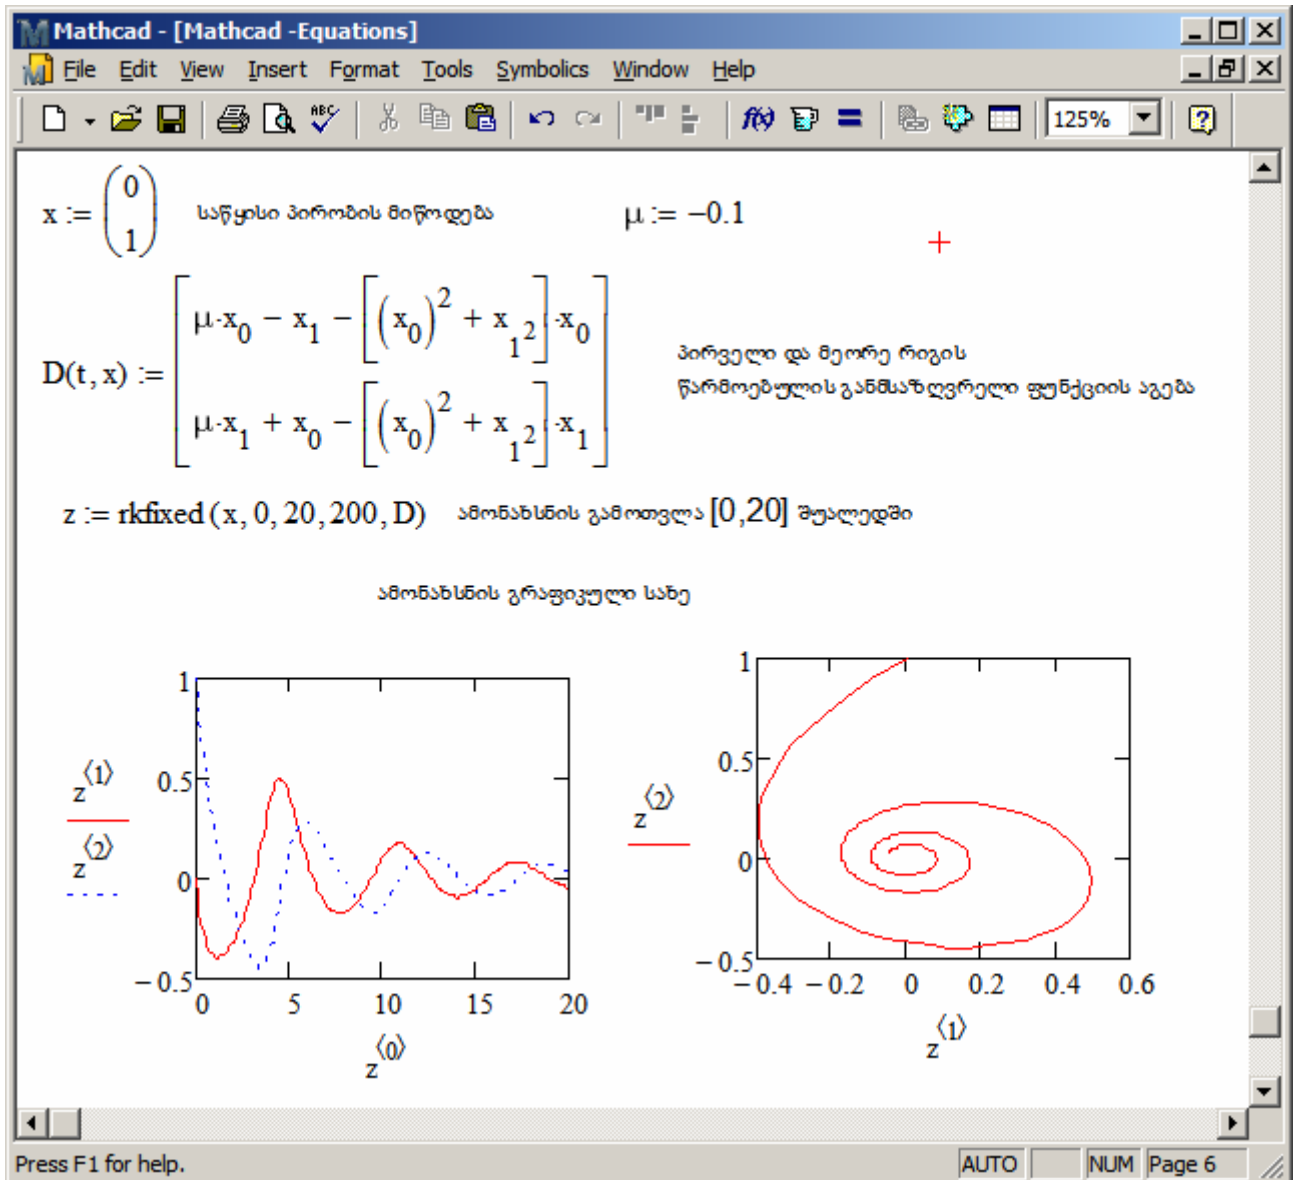 Mathcad - [Mathcad -Equations]
File Edit View Insert Format Tools Symbolics Window Help
125%
x := (0 1) საწყისი პირობის მიწოდება μ := −0.1
D(t, x) := [μ·x₀ − x₁ − [(x₀)² + x₁²]·x₀
μ·x₁ + x₀ − [(x₀)² + x₁²]·x₁]
პირველი და მეორე რიგის
წარმოებულის განმსაზღვრელი ფუნქციის აგება
z := rkfixed(x, 0, 20, 200, D) ამონახსნის გამოთვლა [0,20] შუალედში
ამონახსნის გრაფიკული სახე
z⟨1⟩
z⟨2⟩
1
0.5
0
−0.5
0 5 10 15 20
z⟨0⟩
z⟨2⟩
1
0.5
0
−0.5
−0.4 −0.2 0 0.2 0.4 0.6
z⟨1⟩
Press F1 for help. AUTO NUM Page 6